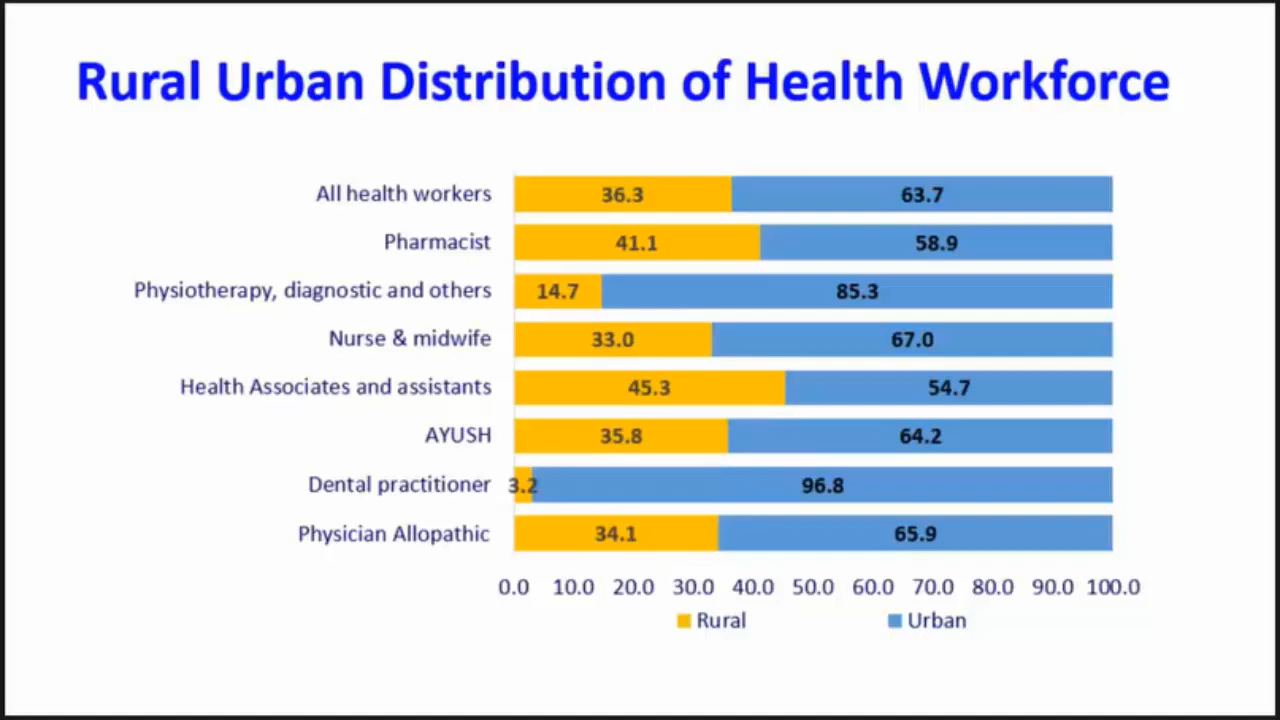 Rural Urban Distribution of Health Workforce
All health workers 36.3 63.7
Pharmacist 41.1 58.9
Physiotherapy, diagnostic and others 14.7 85.3
Nurse & midwife 33.0 67.0
Health Associates and assistants 45.3 54.7
AYUSH 35.8 64.2
Dental practitioner 3.2 96.8
Physician Allopathic 34.1 65.9
0.0 10.0 20.0 30.0 40.0 50.0 60.0 70.0 80.0 90.0 100.0
Rural Urban